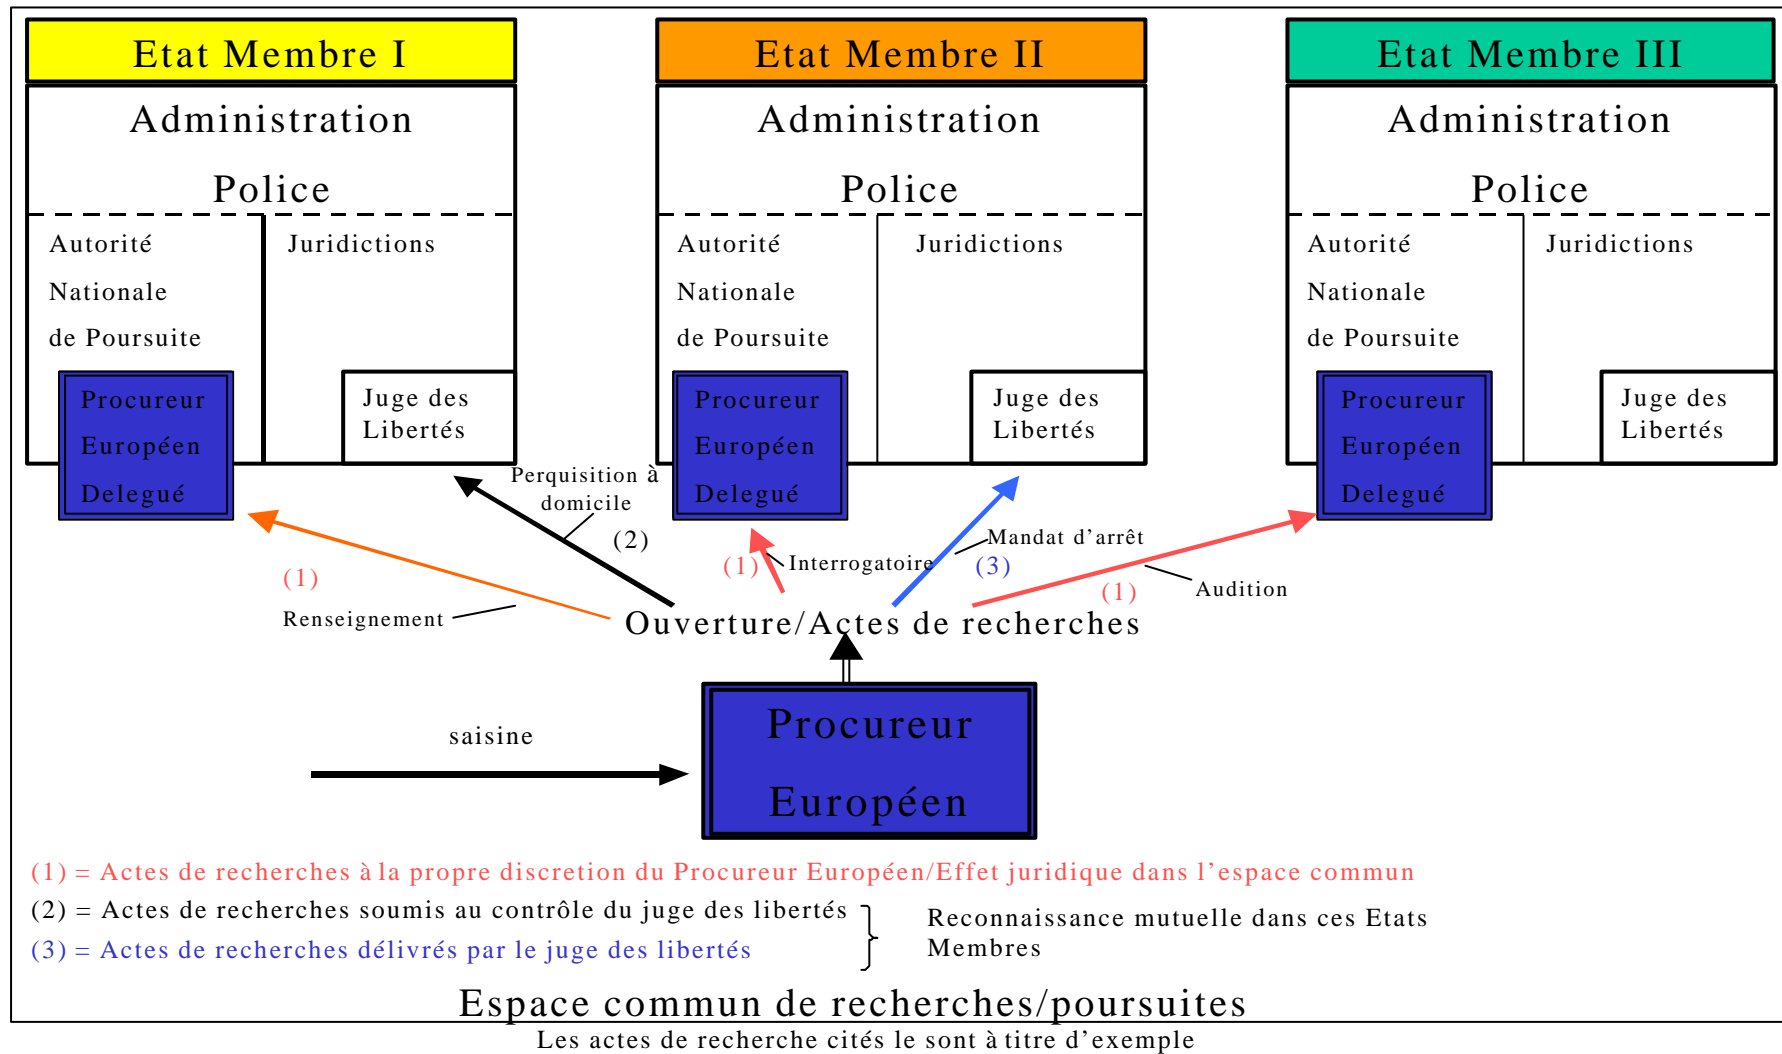 Etat Membre I
Administration
Police
Autorité
Nationale
de Poursuite
Juridictions
Procureur
Européen
Delegué
Juge des
Libertés
Etat Membre II
Administration
Police
Autorité
Nationale
de Poursuite
Juridictions
Procureur
Européen
Delegué
Juge des
Libertés
Etat Membre III
Administration
Police
Autorité
Nationale
de Poursuite
Juridictions
Procureur
Européen
Delegué
Juge des
Libertés
Perquisition à
domicile
(2)
(1)
Renseignement
(1)
Interrogatoire
Mandat d’arrêt
(3)
(1)
Audition
Ouverture/Actes de recherches
saisine
Procureur
Européen
(1) = Actes de recherches à la propre discretion du Procureur Européen/Effet juridique dans l’espace commun
(2) = Actes de recherches soumis au contrôle du juge des libertés
(3) = Actes de recherches délivrés par le juge des libertés
Reconnaissance mutuelle dans ces Etats
Membres
Espace commun de recherches/poursuites
Les actes de recherche cités le sont à titre d’exemple